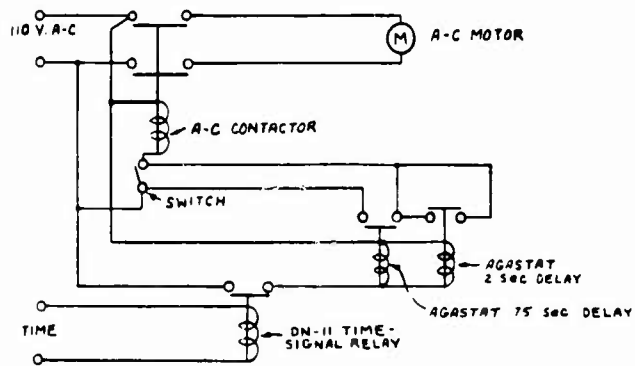 110 V. A-C
M
A-C MOTOR
A-C CONTACTOR
SWITCH
AGASTAT
2 SEC DELAY
AGASTAT 75 SEC DELAY
TIME
DN-11 TIME-
SIGNAL RELAY